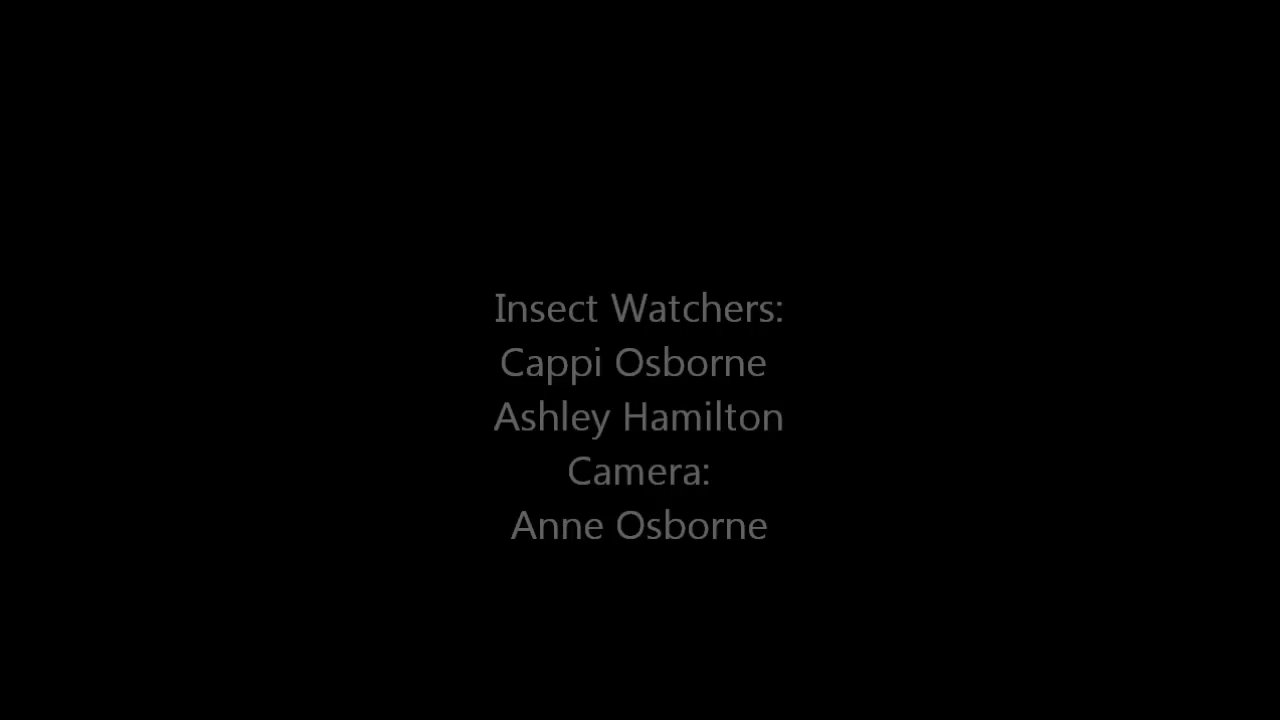 Insect Watchers:
Cappi Osborne
Ashley Hamilton
Camera:
Anne Osborne